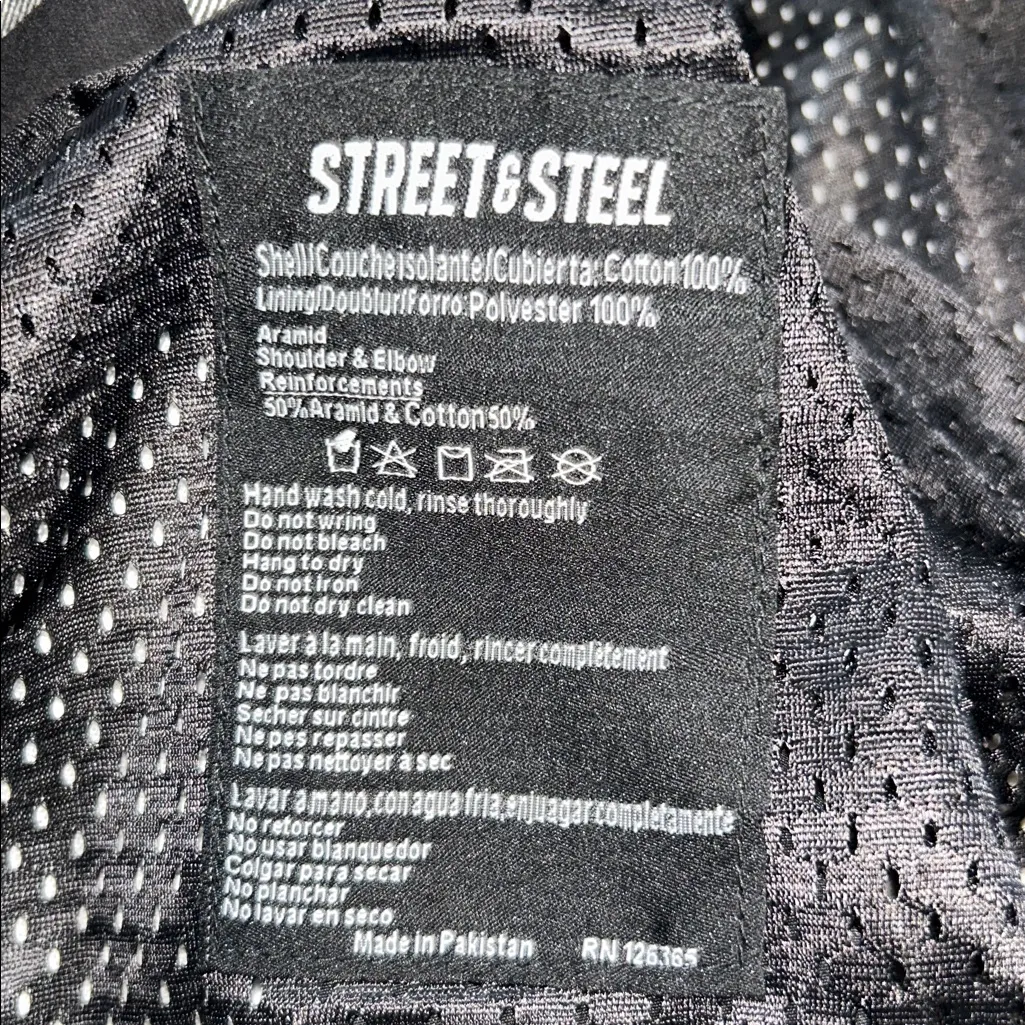 STREET&STEEL
Shell/Couche isolante/Cubierta: Cotton 100%
Lining/Doublur/Forro: Polyester 100%
Aramid
Shoulder & Elbow
Reinforcements
50% Aramid & Cotton 50%
Hand wash cold, rinse thoroughly
Do not wring
Do not bleach
Hang to dry
Do not iron
Do not dry clean
Laver à la main, froid, rincer complètement
Ne pas tordre
Ne pas blanchir
Secher sur cintre
Ne pes repasser
Ne pas nettoyer a sec
Lavar a mano, con agua fria, enjuagar completamente
No retorcer
No usar blanquedor
Colgar para secar
No planchar
No lavar en seco
Made in Pakistan RN 126365